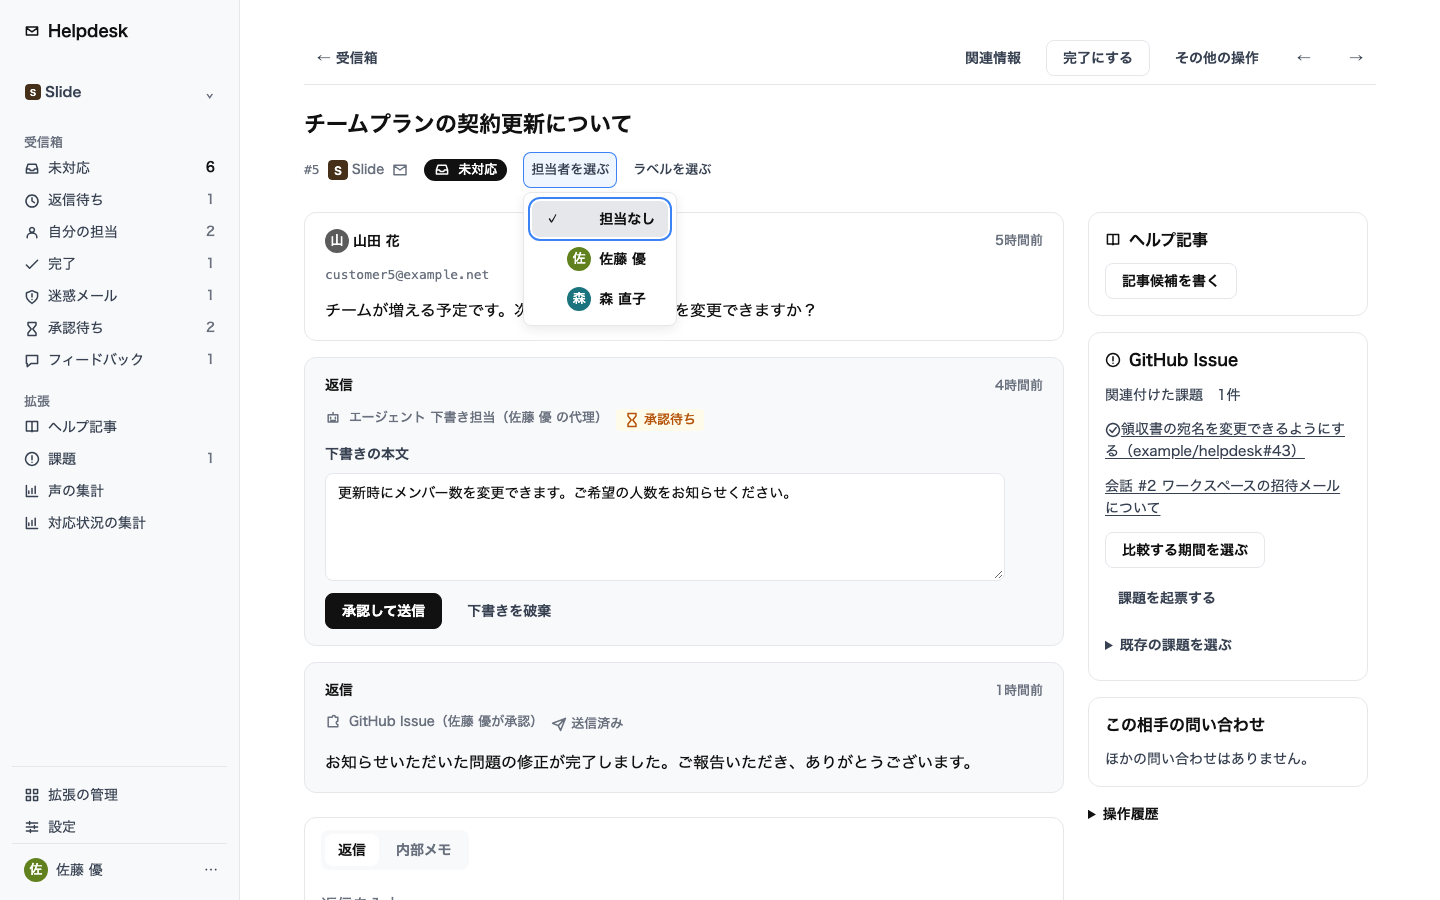 Helpdesk
S Slide
受信箱
未対応 6
返信待ち 1
自分の担当 2
完了 1
迷惑メール 1
承認待ち 2
フィードバック 1
拡張
ヘルプ記事
課題 1
声の集計
対応状況の集計
拡張の管理
設定
佐 佐藤 優 …
← 受信箱
関連情報 完了にする その他の操作 ← →
チームプランの契約更新について
#5 S Slide 未対応 担当者を選ぶ ラベルを選ぶ
✓ 担当なし
佐 佐藤 優
森 森 直子
山 山田 花 5時間前
customer5@example.net
チームが増える予定です。次 を変更できますか？
返信 4時間前
エージェント 下書き担当（佐藤 優 の代理） 承認待ち
下書きの本文
更新時にメンバー数を変更できます。ご希望の人数をお知らせください。
承認して送信 下書きを破棄
返信 1時間前
GitHub Issue（佐藤 優が承認） 送信済み
お知らせいただいた問題の修正が完了しました。ご報告いただき、ありがとうございます。
返信 内部メモ
ヘルプ記事
記事候補を書く
GitHub Issue
関連付けた課題 1件
領収書の宛名を変更できるようにす
る（example/helpdesk#43）
会話 #2 ワークスペースの招待メール
について
比較する期間を選ぶ
課題を起票する
▶ 既存の課題を選ぶ
この相手の問い合わせ
ほかの問い合わせはありません。
▶ 操作履歴